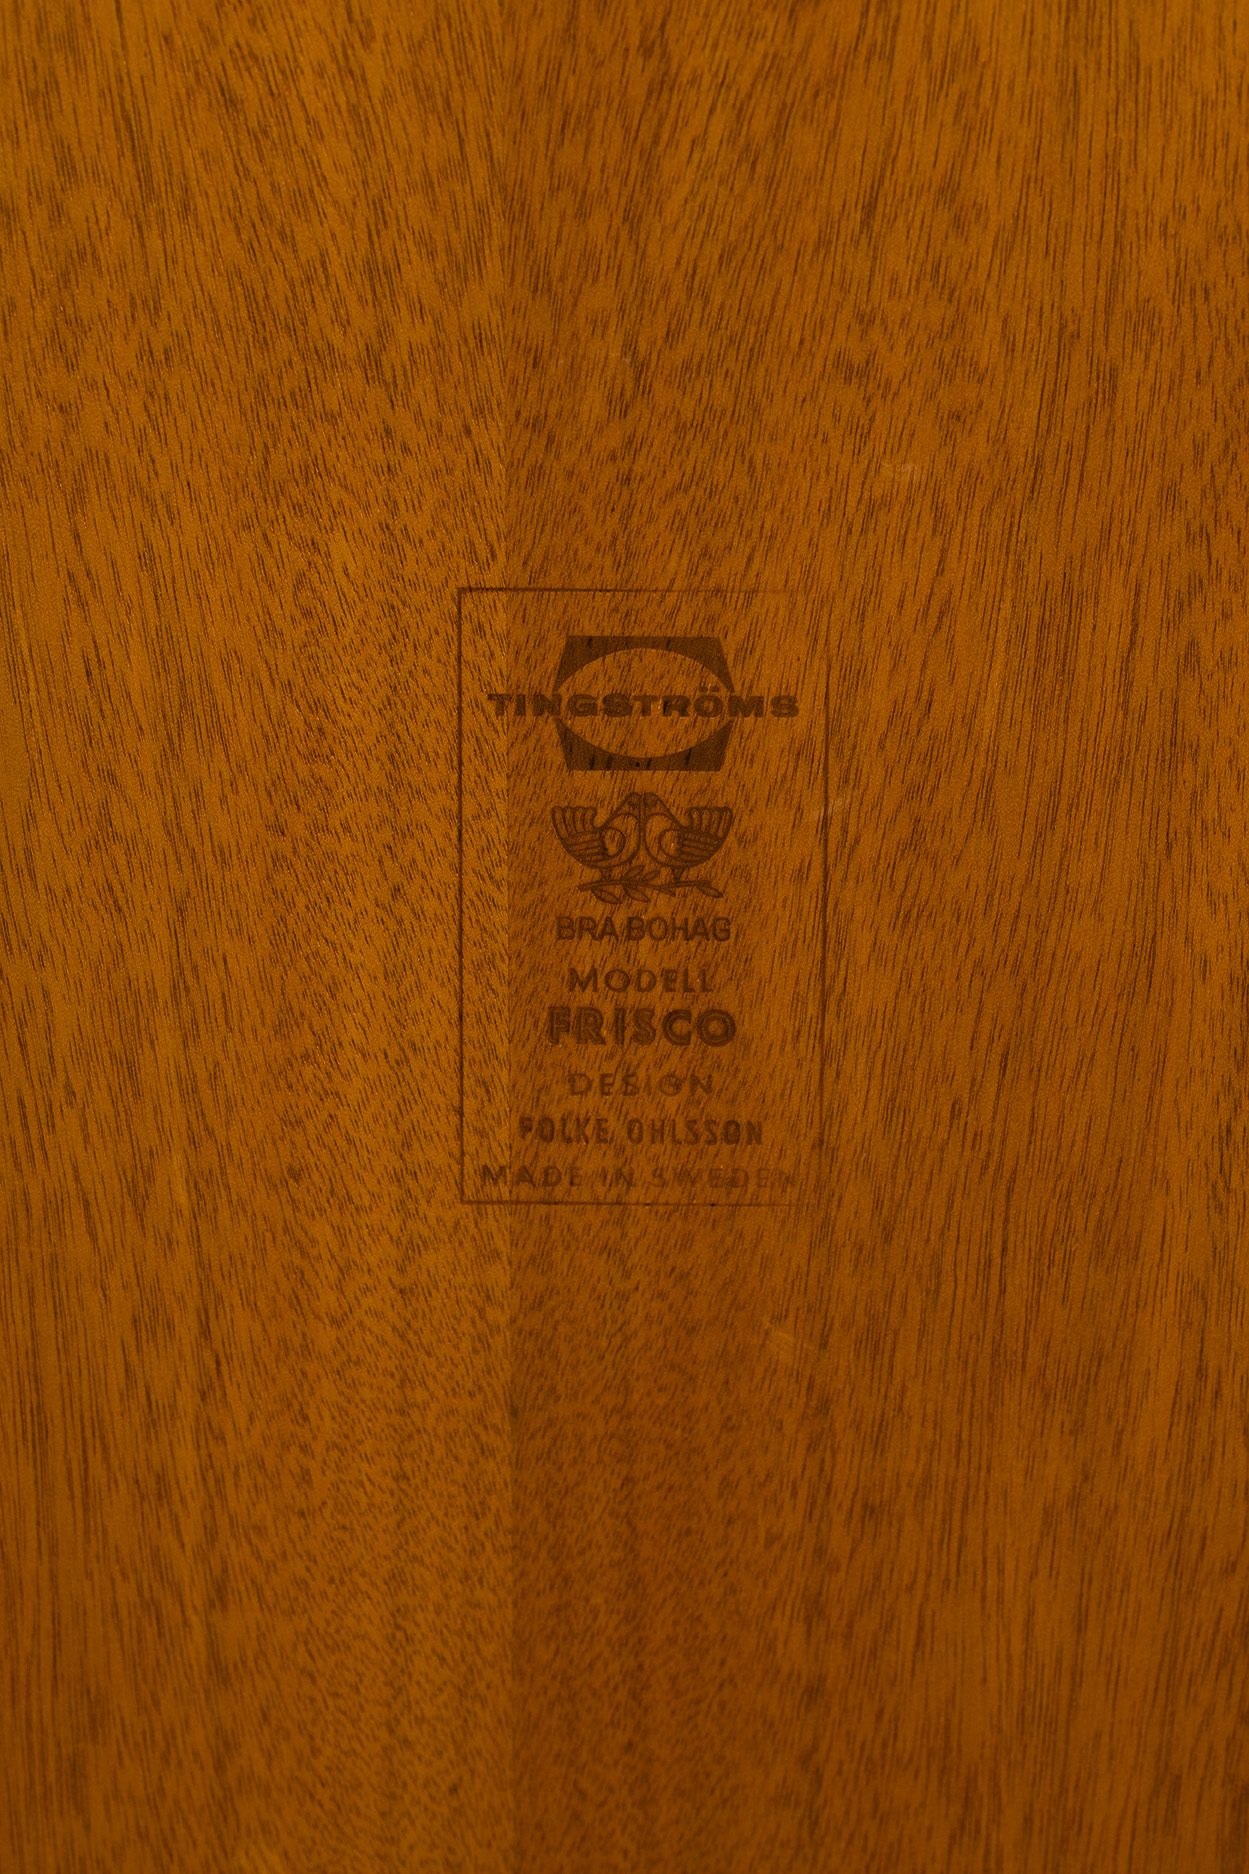 TINGSTRÖMS
BRA BOHAG
MODELL
FRISCO
DESIGN
FOLKE OHLSSON
MADE IN SWEDEN